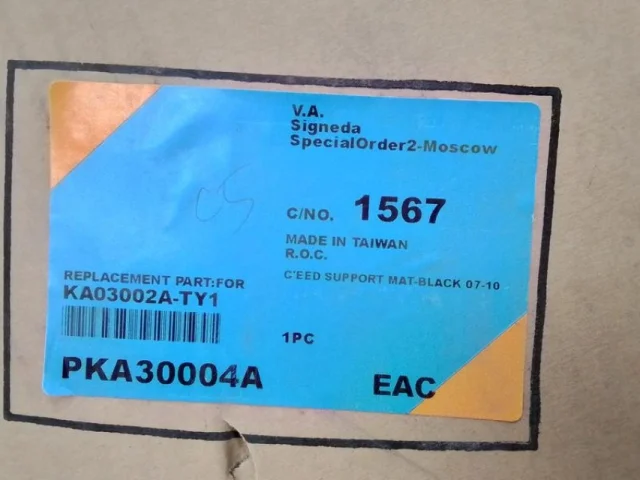 V.A.
Signeda
SpecialOrder2-Moscow
C/NO. 1567
MADE IN TAIWAN
R.O.C.
C'EED SUPPORT MAT-BLACK 07-10
REPLACEMENT PART:FOR
KA03002A-TY1
1PC
PKA30004A
EAC